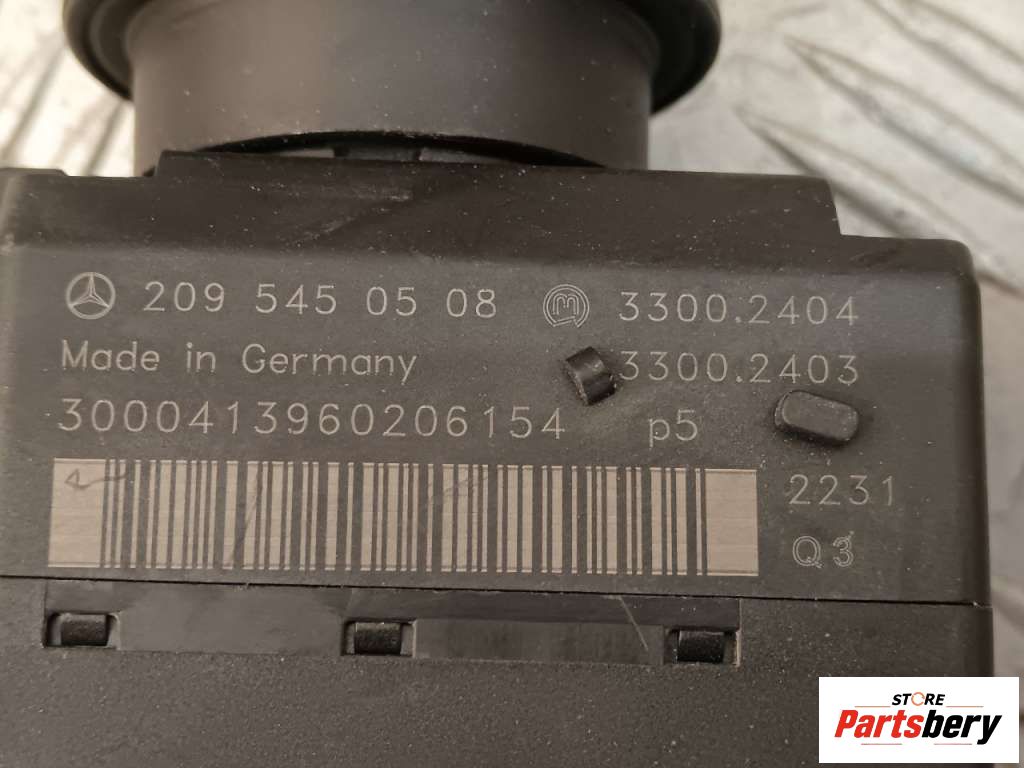 209 545 05 08 3300.2404
Made in Germany 3300.2403
3000413960206154 p5
2231
Q3
STORE
Partsbery